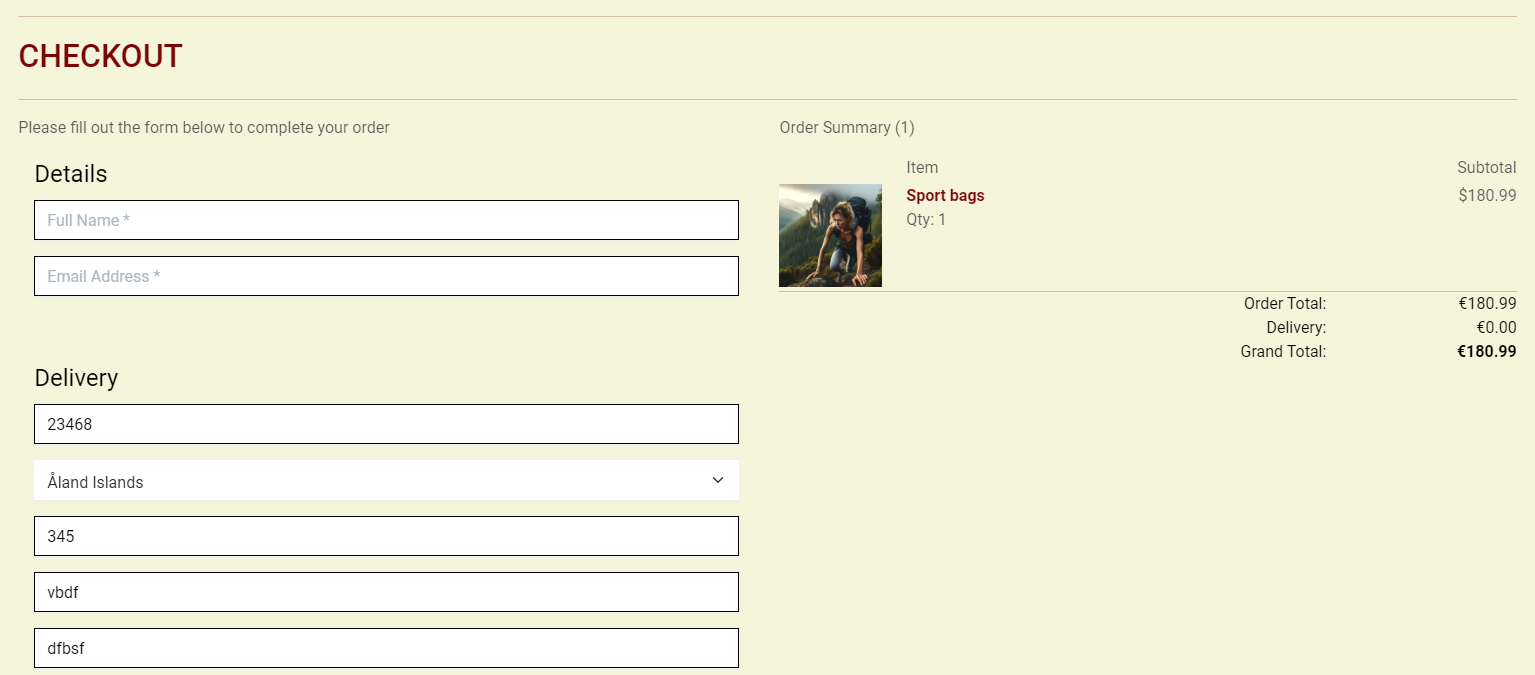 CHECKOUT
Please fill out the form below to complete your order
Details
Full Name *
Email Address *
Delivery
23468
Åland Islands
345
vbdf
dfbsf
Order Summary (1)
Item Subtotal
Sport bags $180.99
Qty: 1
Order Total: €180.99
Delivery: €0.00
Grand Total: €180.99